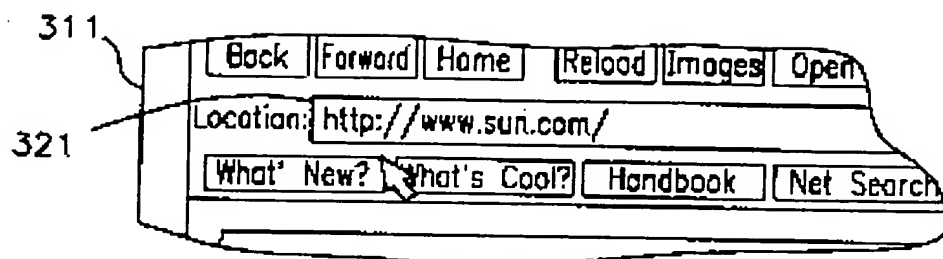 311
Back Forward Home Reload Images Open
321
Location: http://www.sun.com/
What' New? What's Cool? Handbook Net Search